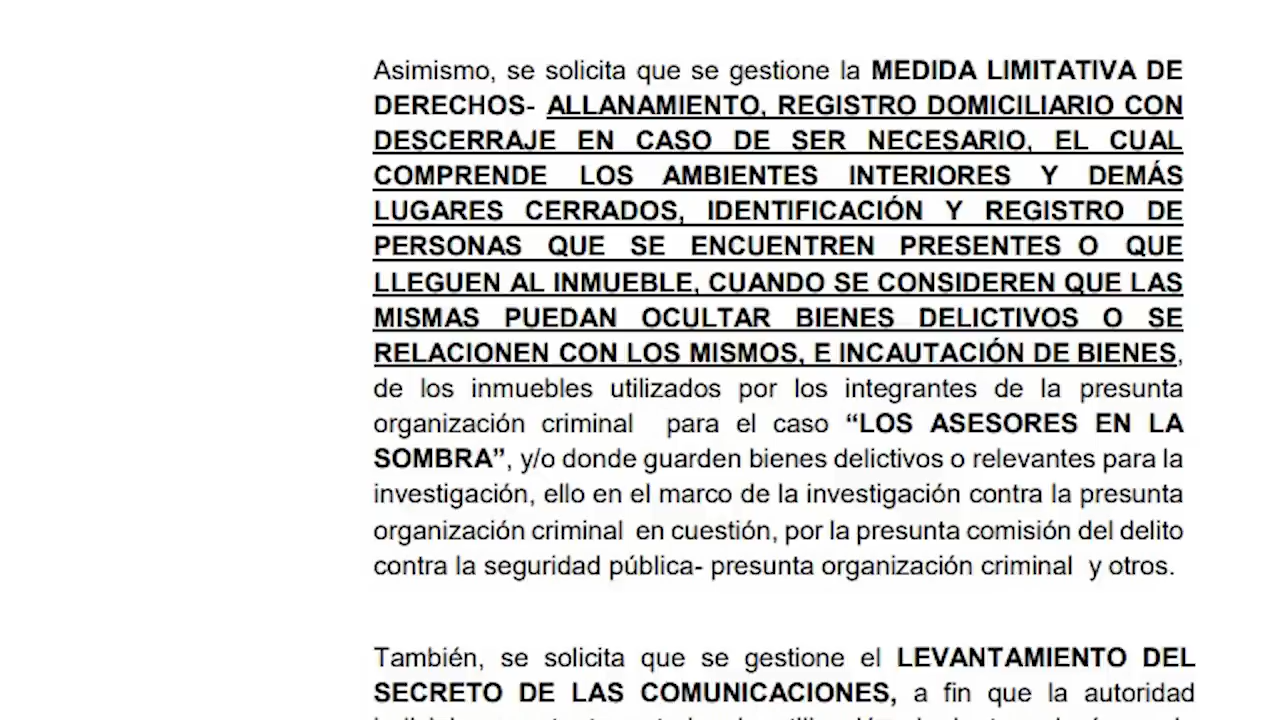 Asimismo, se solicita que se gestione la MEDIDA LIMITATIVA DE
DERECHOS- ALLANAMIENTO, REGISTRO DOMICILIARIO CON
DESCERRAJE EN CASO DE SER NECESARIO, EL CUAL
COMPRENDE LOS AMBIENTES INTERIORES Y DEMÁS
LUGARES CERRADOS, IDENTIFICACIÓN Y REGISTRO DE
PERSONAS QUE SE ENCUENTREN PRESENTES O QUE
LLEGUEN AL INMUEBLE, CUANDO SE CONSIDEREN QUE LAS
MISMAS PUEDAN OCULTAR BIENES DELICTIVOS O SE
RELACIONEN CON LOS MISMOS, E INCAUTACIÓN DE BIENES,
de los inmuebles utilizados por los integrantes de la presunta
organización criminal para el caso “LOS ASESORES EN LA
SOMBRA”, y/o donde guarden bienes delictivos o relevantes para la
investigación, ello en el marco de la investigación contra la presunta
organización criminal en cuestión, por la presunta comisión del delito
contra la seguridad pública- presunta organización criminal y otros.
También, se solicita que se gestione el LEVANTAMIENTO DEL
SECRETO DE LAS COMUNICACIONES, a fin que la autoridad